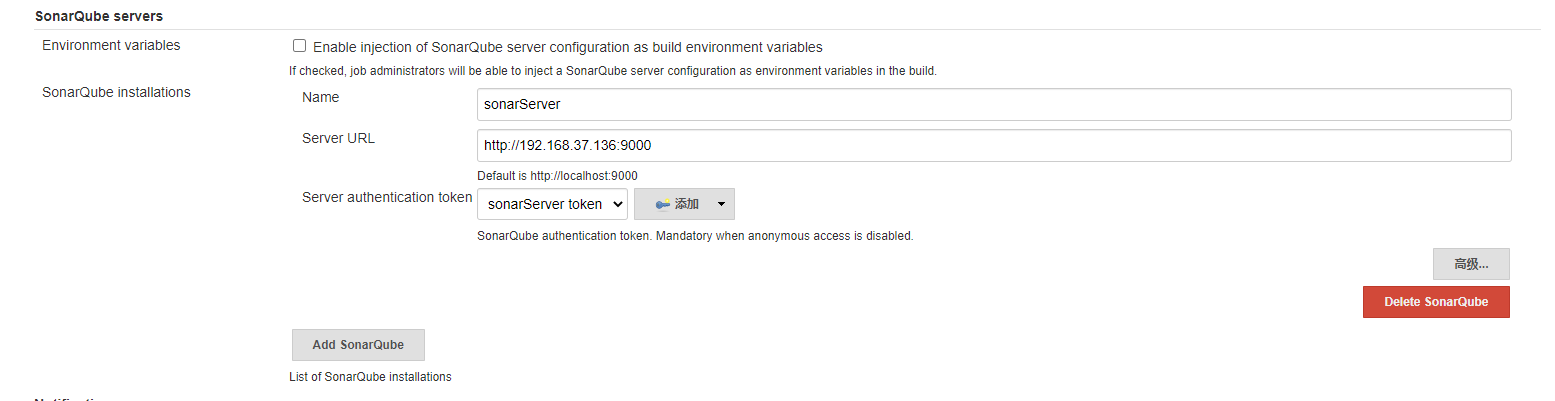 SonarQube servers
Environment variables
Enable injection of SonarQube server configuration as build environment variables
If checked, job administrators will be able to inject a SonarQube server configuration as environment variables in the build.
SonarQube installations
Name
sonarServer
Server URL
http://192.168.37.136:9000
Default is http://localhost:9000
Server authentication token
sonarServer token
添加
SonarQube authentication token. Mandatory when anonymous access is disabled.
高级...
Delete SonarQube
Add SonarQube
List of SonarQube installations